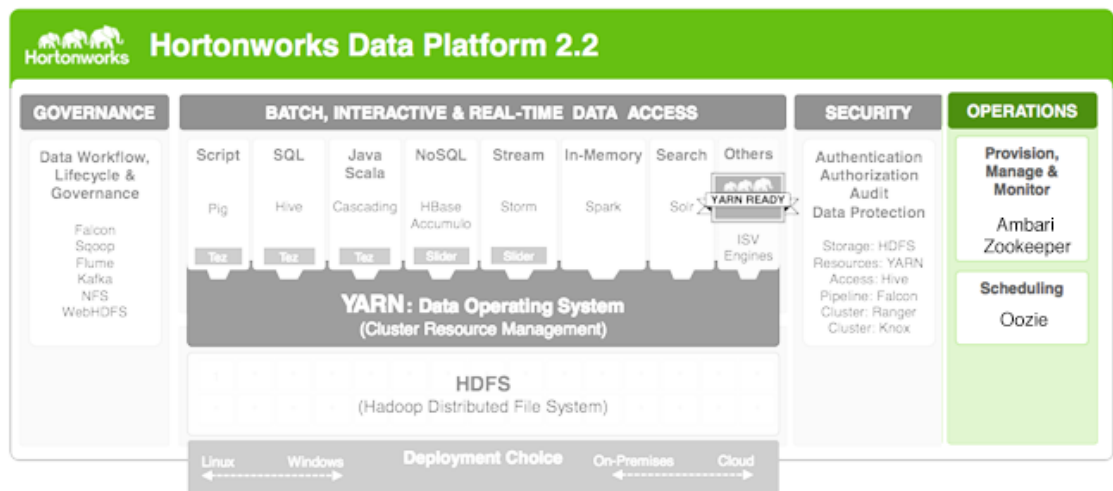 Hortonworks
Hortonworks Data Platform 2.2
GOVERNANCE
Data Workflow,
Lifecycle &
Governance
Falcon
Sqoop
Flume
Kafka
NFS
WebHDFS
BATCH, INTERACTIVE & REAL-TIME DATA ACCESS
Script
Pig
Tez
SQL
Hive
Tez
Java
Scala
Cascading
Tez
NoSQL
HBase
Accumulo
Slider
Stream
Storm
Slider
In-Memory
Spark
Search
Solr
Others
YARN READY
ISV
Engines
YARN : Data Operating System
(Cluster Resource Management)
HDFS
(Hadoop Distributed File System)
Deployment Choice
Linux
Windows
On-Premises
Cloud
SECURITY
Authentication
Authorization
Audit
Data Protection
Storage: HDFS
Resources: YARN
Access: Hive
Pipeline: Falcon
Cluster: Ranger
Cluster: Knox
OPERATIONS
Provision,
Manage &
Monitor
Ambari
Zookeeper
Scheduling
Oozie